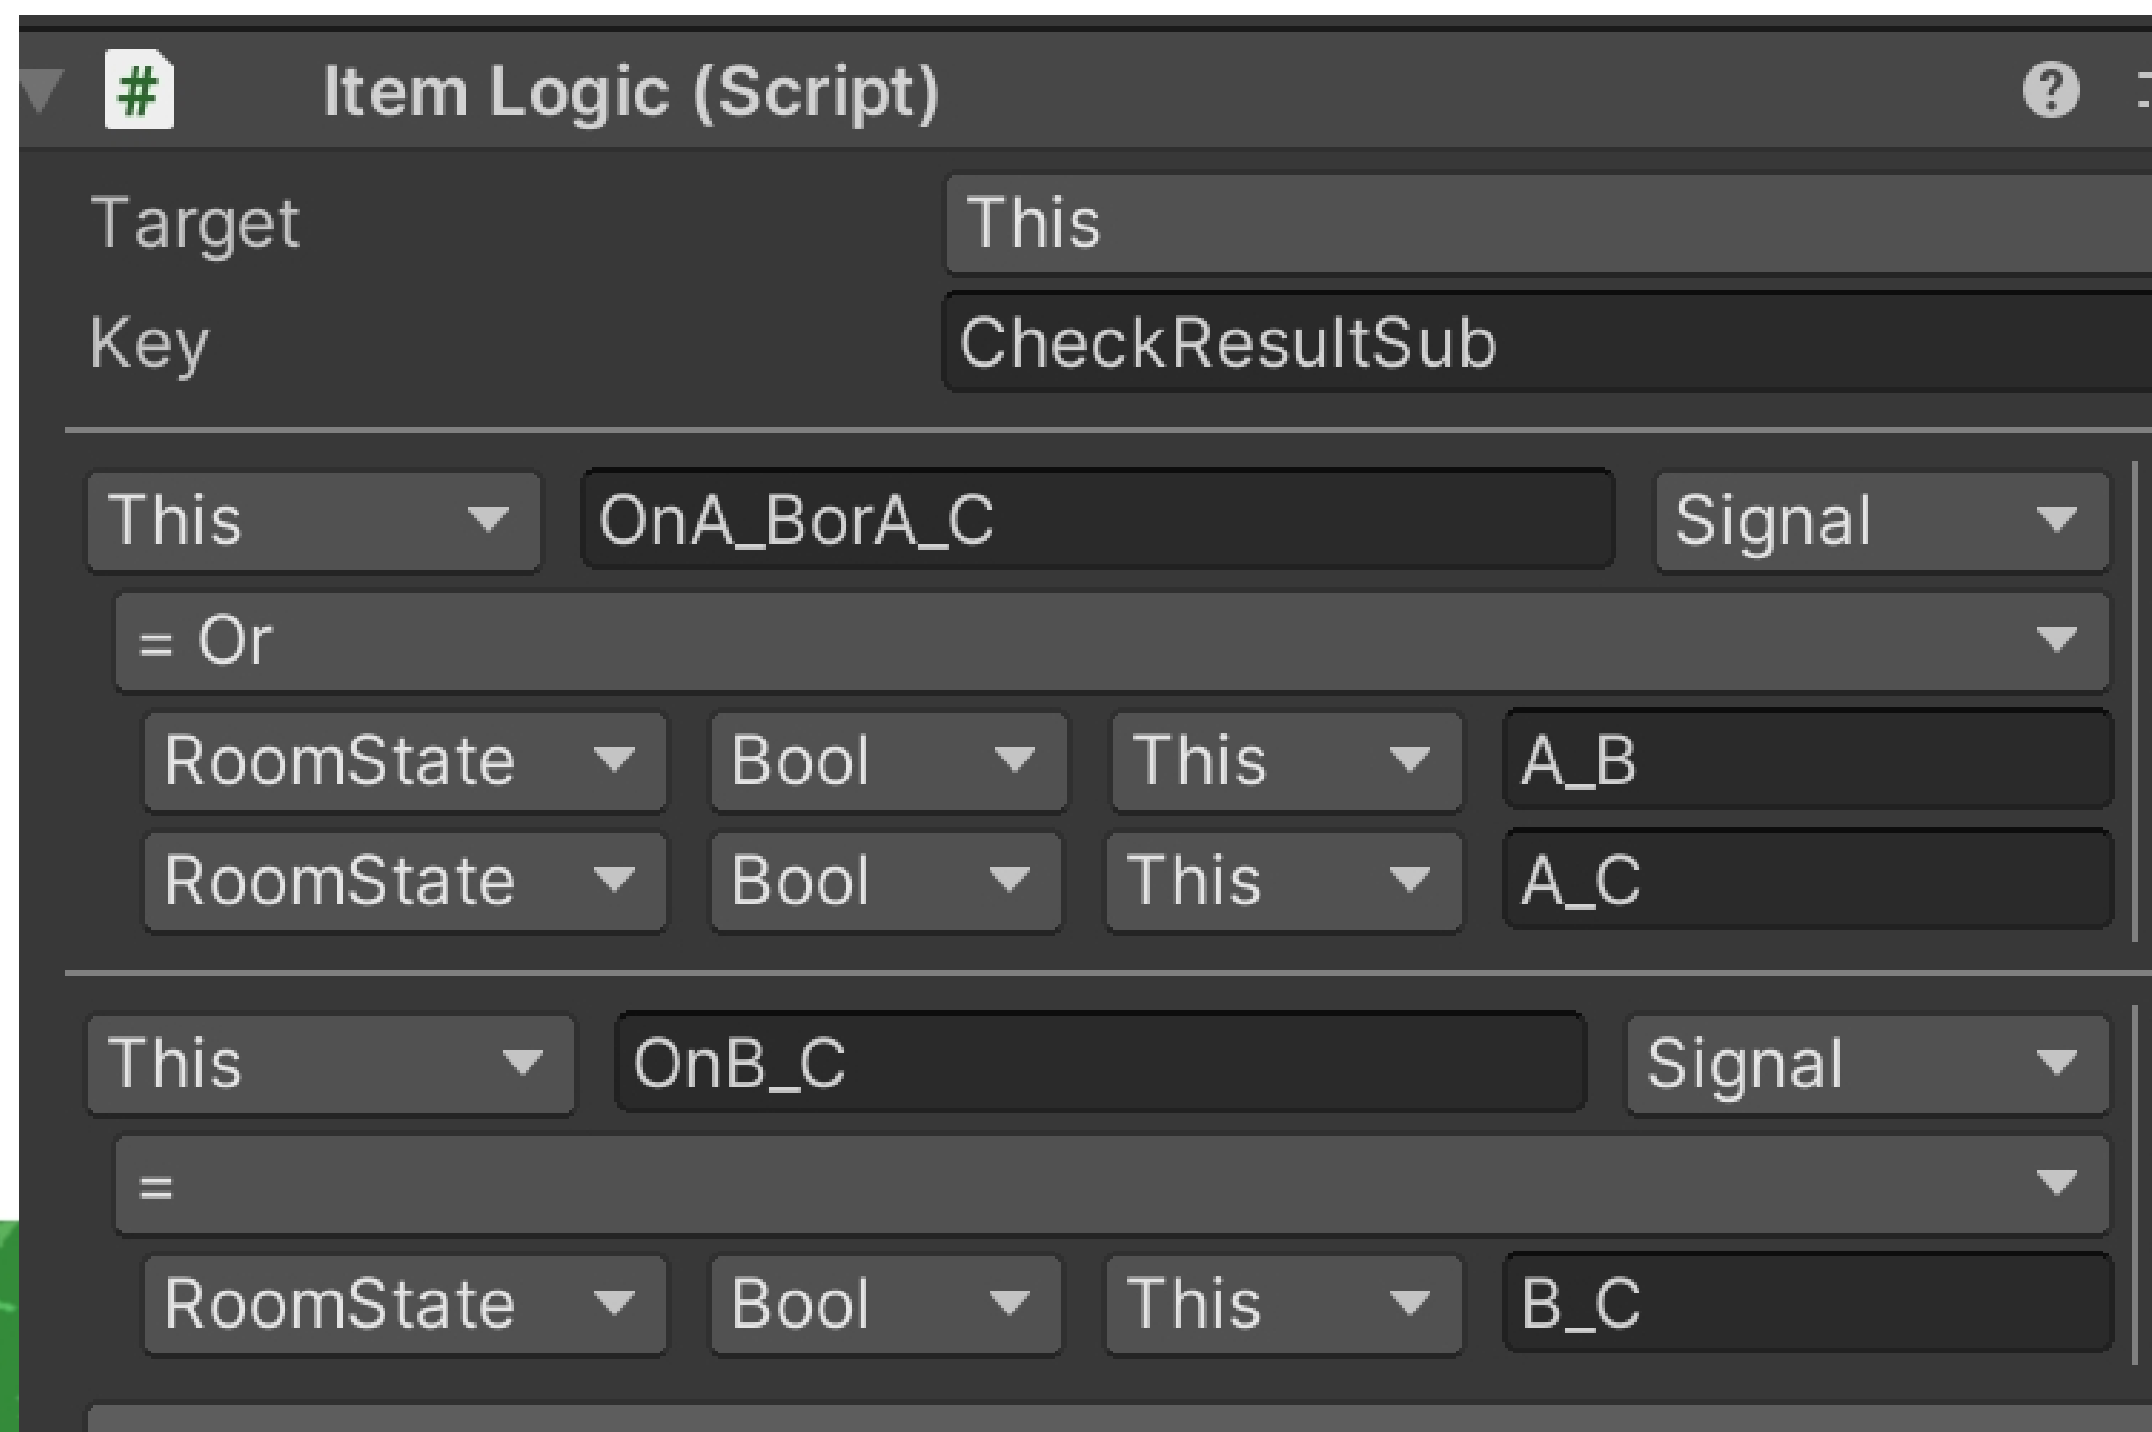 # Item Logic (Script) ?
Target This
Key CheckResultSub
This OnA_BorA_C Signal
= Or
RoomState Bool This A_B
RoomState Bool This A_C
This OnB_C Signal
=
RoomState Bool This B_C